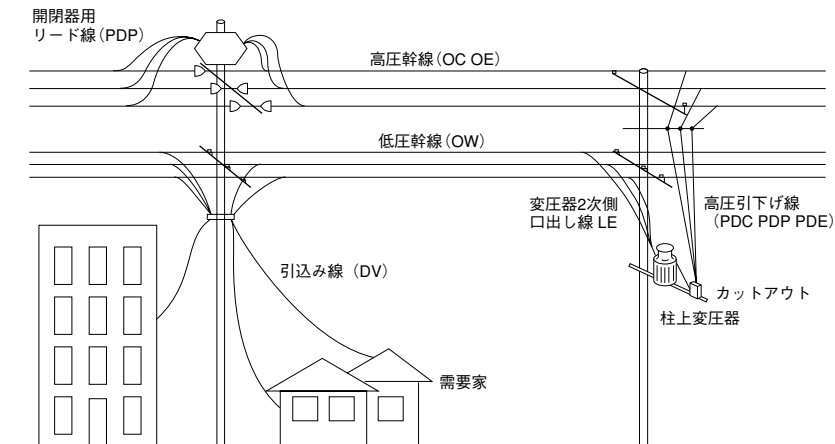 開閉器用
リード線(PDP)
高圧幹線(OC OE)
低圧幹線(OW)
変圧器2次側
口出し線 LE
高圧引下げ線
(PDC PDP PDE)
引込み線(DV)
カットアウト
柱上変圧器
需要家